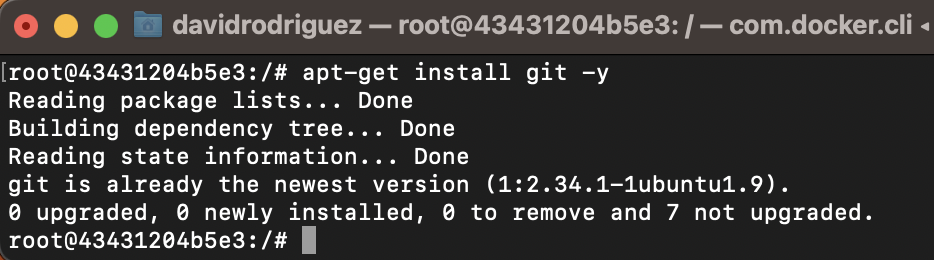 davidrodriguez — root@43431204b5e3: / — com.docker.cli ◂
[root@43431204b5e3:/# apt-get install git -y
Reading package lists... Done
Building dependency tree... Done
Reading state information... Done
git is already the newest version (1:2.34.1-1ubuntu1.9).
0 upgraded, 0 newly installed, 0 to remove and 7 not upgraded.
root@43431204b5e3:/#